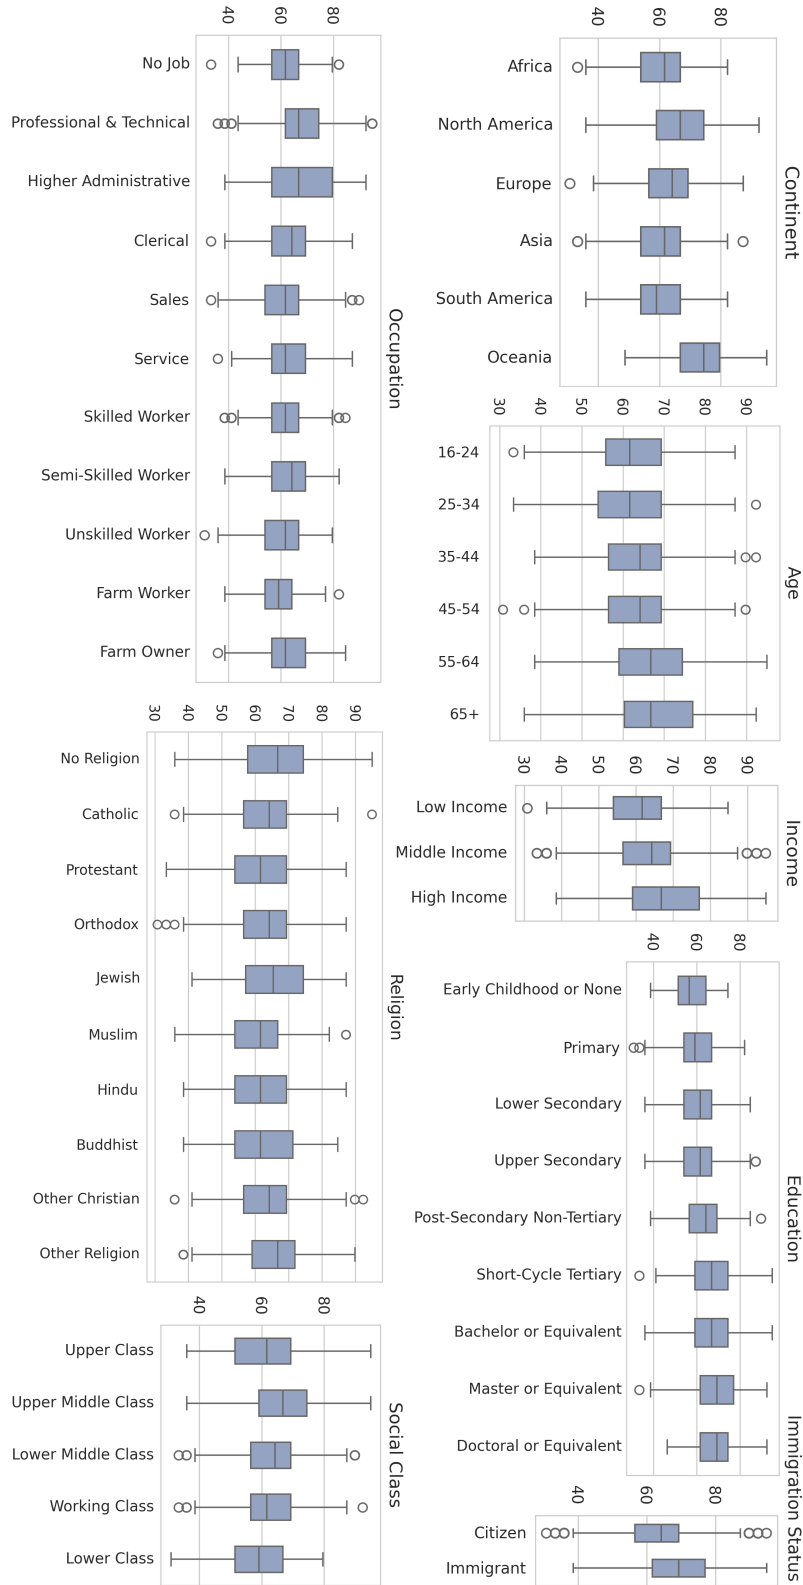 40 60 80
No Job
Professional & Technical
Higher Administrative
Clerical
Sales
Service
Skilled Worker
Semi-Skilled Worker
Unskilled Worker
Farm Worker
Farm Owner
Occupation
30 40 50 60 70 80 90
No Religion
Catholic
Protestant
Orthodox
Jewish
Muslim
Hindu
Buddhist
Other Christian
Other Religion
Religion
40 60 80
Upper Class
Upper Middle Class
Lower Middle Class
Working Class
Lower Class
Social Class
40 60 80
Africa
North America
Europe
Asia
South America
Oceania
Continent
30 40 50 60 70 80 90
16-24
25-34
35-44
45-54
55-64
65+
Age
30 40 50 60 70 80 90
Low Income
Middle Income
High Income
Income
40 60 80
Early Childhood or None
Primary
Lower Secondary
Upper Secondary
Post-Secondary Non-Tertiary
Short-Cycle Tertiary
Bachelor or Equivalent
Master or Equivalent
Doctoral or Equivalent
Education
40 60 80
Citizen
Immigrant
Immigration Status